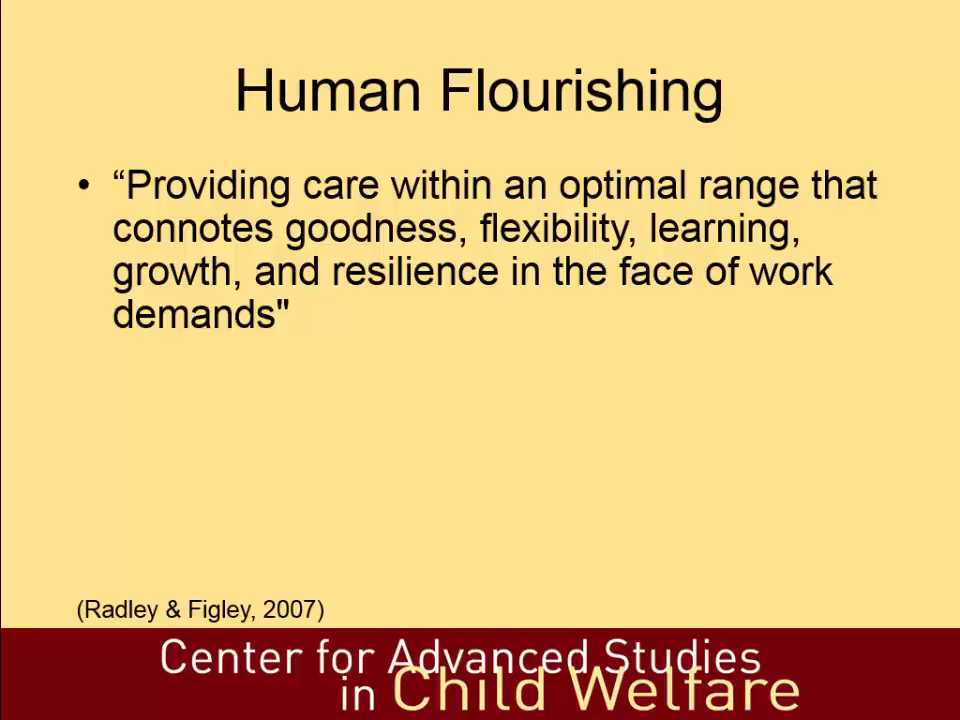 Human Flourishing
• “Providing care within an optimal range that
connotes goodness, flexibility, learning,
growth, and resilience in the face of work
demands"
(Radley & Figley, 2007)
Center for Advanced Studies
in Child Welfare